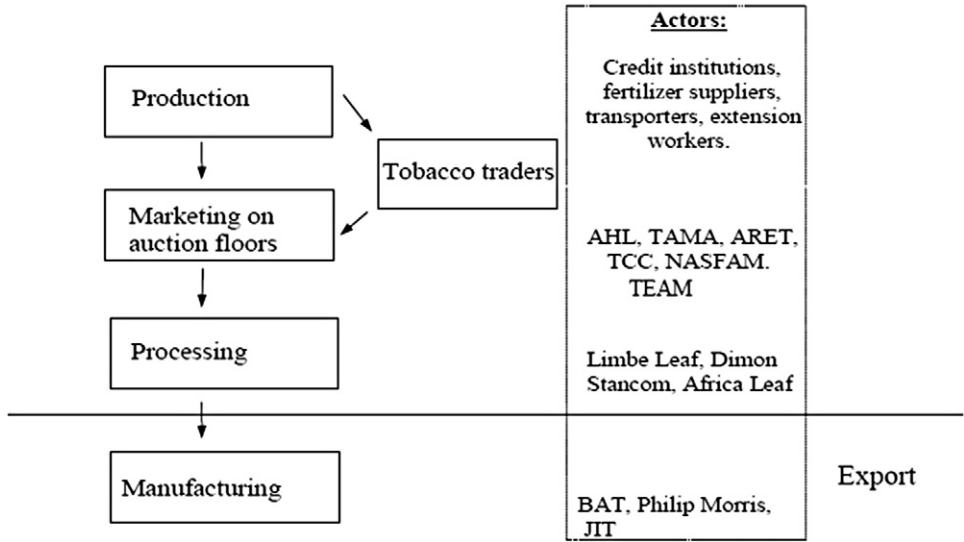 Production
Tobacco traders
Marketing on
auction floors
Processing
Manufacturing
Actors:
Credit institutions,
fertilizer suppliers,
transporters, extension
workers.
AHL, TAMA, ARET,
TCC, NASFAM.
TEAM
Limbe Leaf, Dimon
Stancom, Africa Leaf
BAT, Philip Morris,
JIT
Export